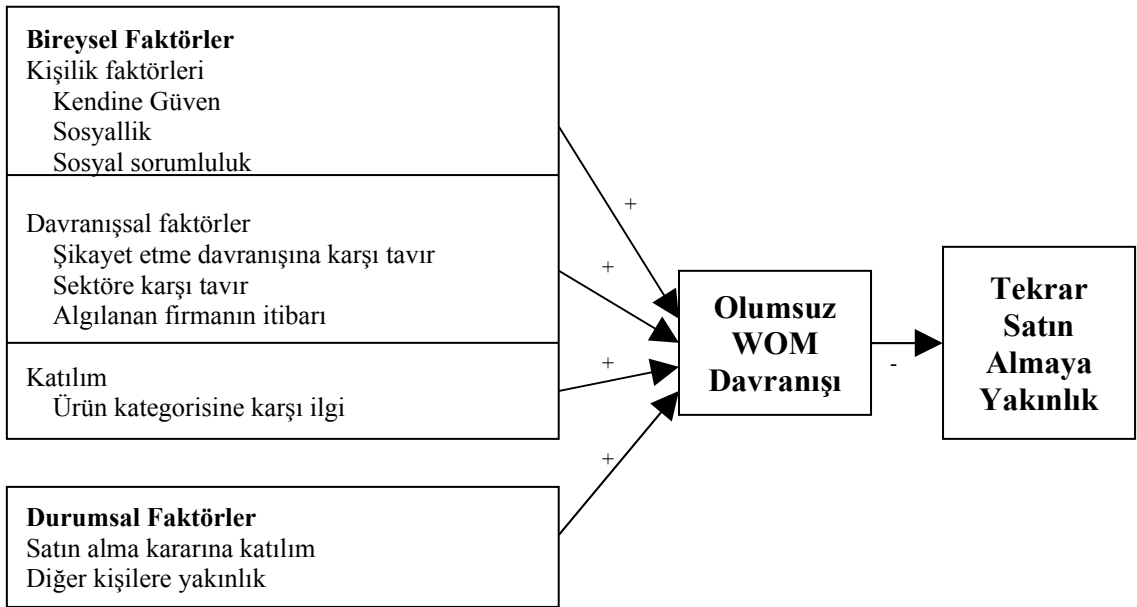 Bireysel Faktörler
Kişilik faktörleri
Kendine Güven
Sosyallik
Sosyal sorumluluk
Davranışsal faktörler
Şikayet etme davranışına karşı tavır
Sektöre karşı tavır
Algılanan firmanın itibarı
Katılım
Ürün kategorisine karşı ilgi
Durumsal Faktörler
Satın alma kararına katılım
Diğer kişilere yakınlık
+
+
+
+
Olumsuz
WOM
Davranışı
-
Tekrar
Satın
Almaya
Yakınlık